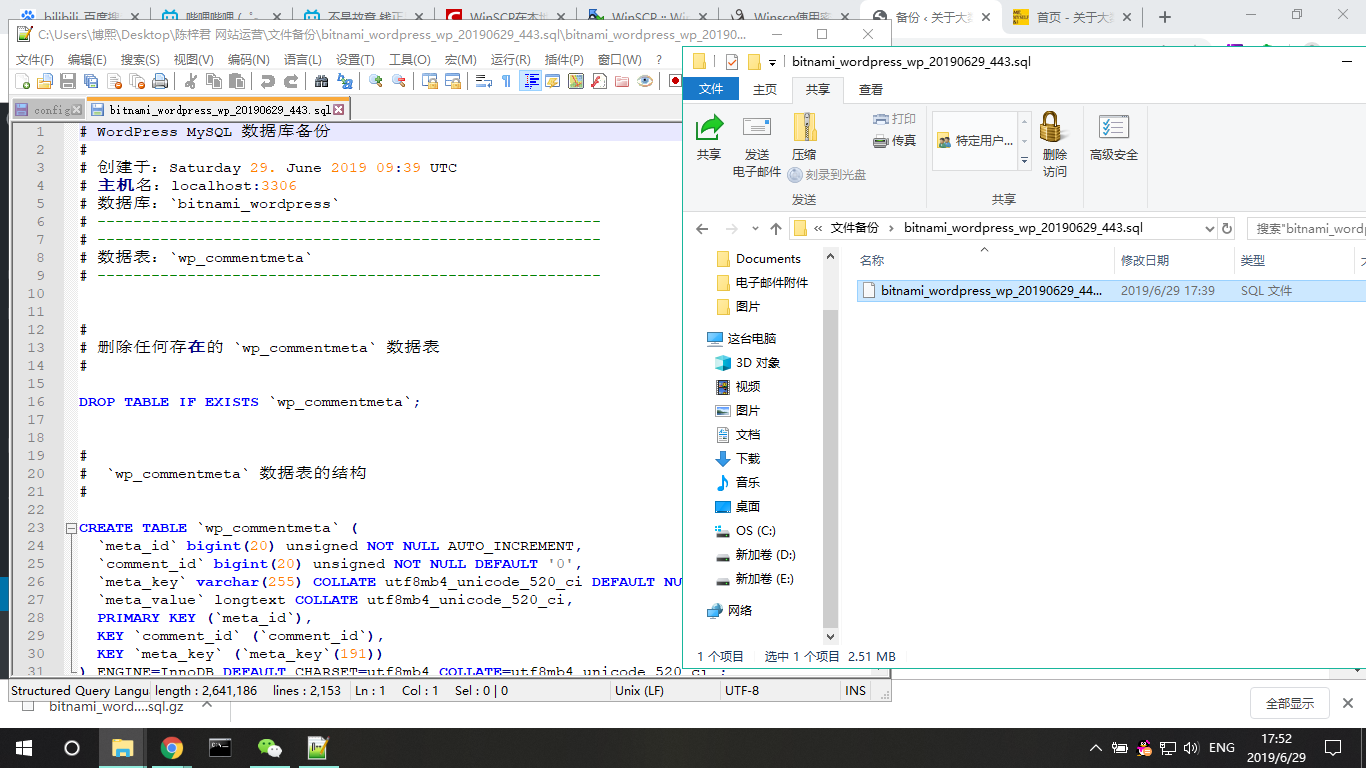 bilibili_百度搜
哔哩哔哩 ( ゜-゜
WinSCP在本地
WinSCP :: Wi
Winscp使用客
备份 ‹ 关于大
首页 - 关于大
C:\Users\博熙\Desktop\陈梓君 网站运营\文件备份\bitnami_wordpress_wp_20190629_443.sql\bitnami_wordpress_wp_20190...
文件(F) 编辑(E) 搜索(S) 视图(V) 编码(N) 语言(L) 设置(T) 工具(O) 宏(M) 运行(R) 插件(P) 窗口(W) ?
config
bitnami_wordpress_wp_20190629_443.sql
1 # WordPress MySQL 数据库备份
2 #
3 # 创建于: Saturday 29. June 2019 09:39 UTC
4 # 主机名: localhost:3306
5 # 数据库: `bitnami_wordpress`
6 # --------------------------------------------------------
7 # --------------------------------------------------------
8 # 数据表: `wp_commentmeta`
9 # --------------------------------------------------------
10
11
12 #
13 # 删除任何存在的 `wp_commentmeta` 数据表
14 #
15
16 DROP TABLE IF EXISTS `wp_commentmeta`;
17
18
19 #
20 # `wp_commentmeta` 数据表的结构
21 #
22
23 CREATE TABLE `wp_commentmeta` (
24 `meta_id` bigint(20) unsigned NOT NULL AUTO_INCREMENT,
25 `comment_id` bigint(20) unsigned NOT NULL DEFAULT '0',
26 `meta_key` varchar(255) COLLATE utf8mb4_unicode_520_ci DEFAULT NU
27 `meta_value` longtext COLLATE utf8mb4_unicode_520_ci,
28 PRIMARY KEY (`meta_id`),
29 KEY `comment_id` (`comment_id`),
30 KEY `meta_key` (`meta_key`(191))
31 ) ENGINE=InnoDB DEFAULT CHARSET=utf8mb4 COLLATE=utf8mb4_unicode_520_ci ;
Structured Query Langu length : 2,641,186 lines : 2,153 Ln : 1 Col : 1 Sel : 0 | 0 Unix (LF) UTF-8 INS
bitnami_wordpress_wp_20190629_443.sql
文件 主页 共享 查看
共享
发送
电子邮件
压缩
打印
传真
刻录到光盘
发送
特定用户...
共享
删除
访问
高级安全
« 文件备份 › bitnami_wordpress_wp_20190629_443.sql
搜索"bitnami_word
名称 修改日期 类型
bitnami_wordpress_wp_20190629_44... 2019/6/29 17:39 SQL 文件
Documents
电子邮件附件
图片
这台电脑
3D 对象
视频
图片
文档
下载
音乐
桌面
OS (C:)
新加卷 (D:)
新加卷 (E:)
网络
1 个项目 选中 1 个项目 2.51 MB
bitnami_word....sql.gz
全部显示
ENG
17:52
2019/6/29